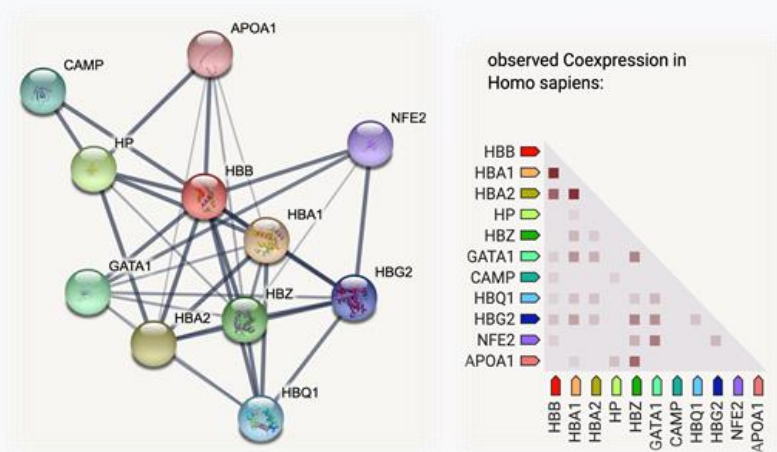 APOA1
CAMP
NFE2
HP
HBB
HBA1
GATA1
HBZ
HBG2
HBA2
HBQ1
observed Coexpression in
Homo sapiens:
HBB
HBA1
HBA2
HP
HBZ
GATA1
CAMP
HBQ1
HBG2
NFE2
APOA1
HBB
HBA1
HBA2
HP
HBZ
GATA1
CAMP
HBQ1
HBG2
NFE2
APOA1